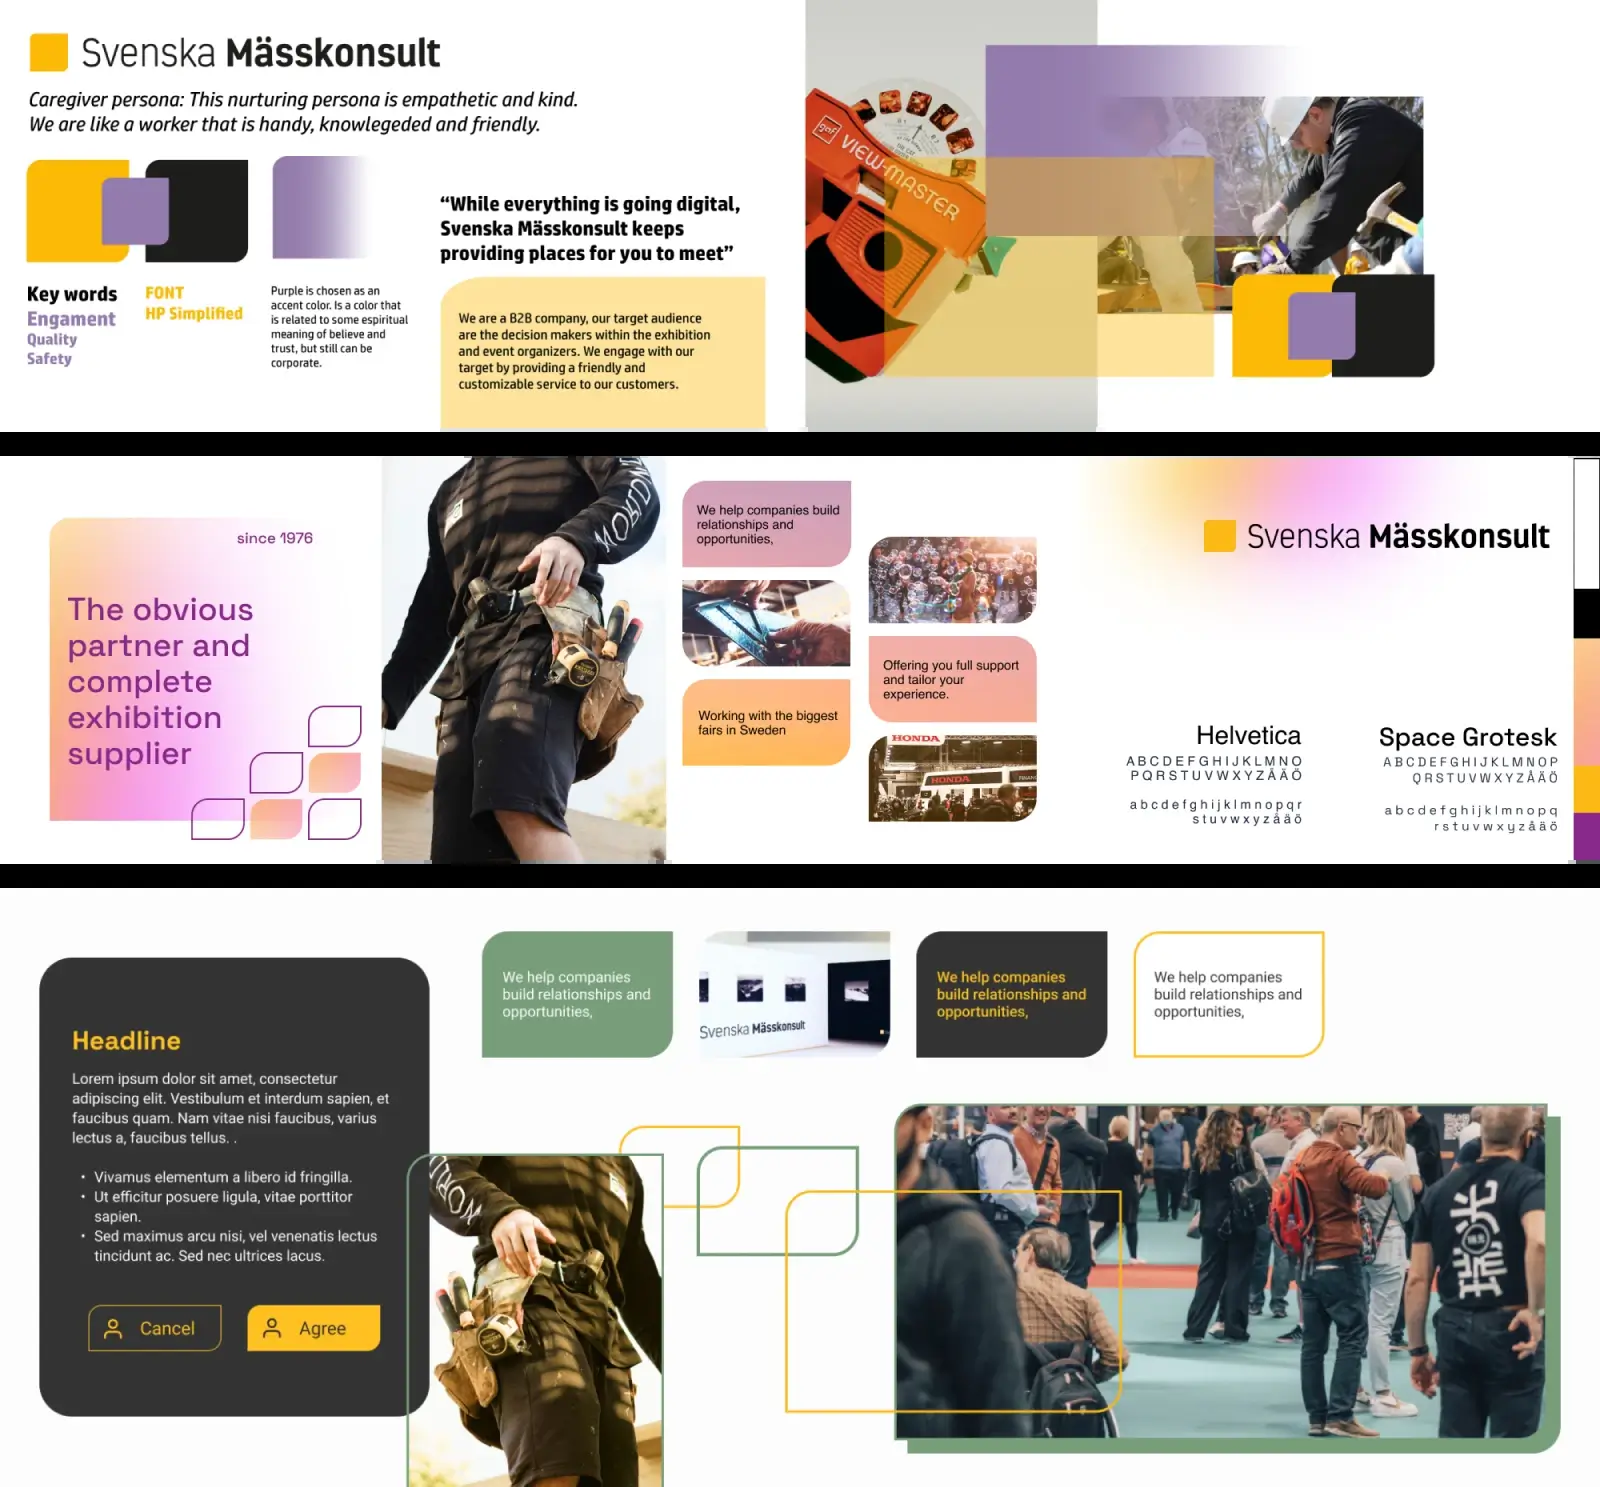 Svenska Mässkonsult
Caregiver persona: This nurturing persona is empathetic and kind.
We are like a worker that is handy, knowlegeded and friendly.
Key words
Engament
Quality
Safety
FONT
HP Simplified
Purple is chosen as an
accent color. Is a color that
is related to some espiritual
meaning of believe and
trust, but still can be
corporate.
“While everything is going digital,
Svenska Mässkonsult keeps
providing places for you to meet”
We are a B2B company, our target audience
are the decision makers within the exhibition
and event organizers. We engage with our
target by providing a friendly and
customizable service to our customers.
gaf
VIEW-MASTER
since 1976
The obvious
partner and
complete
exhibition
supplier
We help companies build
relationships and
opportunities,
Working with the biggest
fairs in Sweden
Offering you full support
and tailor your
experience.
HONDA
HONDA
Svenska Mässkonsult
Helvetica
ABCDEFGHIJKLMNO
PQRSTUVWXYZÅÄÖ
abcdefghijklmnopqr
stuvwxyzåäö
Space Grotesk
ABCDEFGHIJKLMNOP
QRSTUVWXYZÅÄÖ
abcdefghijklmnopq
rstuvwxyzåäö
Headline
Lorem ipsum dolor sit amet, consectetur
adipiscing elit. Vestibulum et interdum sapien, et
faucibus quam. Nam vitae nisi faucibus, varius
lectus a, faucibus tellus. .
• Vivamus elementum a libero id fringilla.
• Ut efficitur posuere ligula, vitae porttitor
sapien.
• Sed maximus arcu nisi, vel venenatis lectus
tincidunt ac. Sed nec ultrices lacus.
Cancel
Agree
We help companies
build relationships and
opportunities,
Svenska Mässkonsult
We help companies
build relationships and
opportunities,
We help companies
build relationships and
opportunities,
瑞光